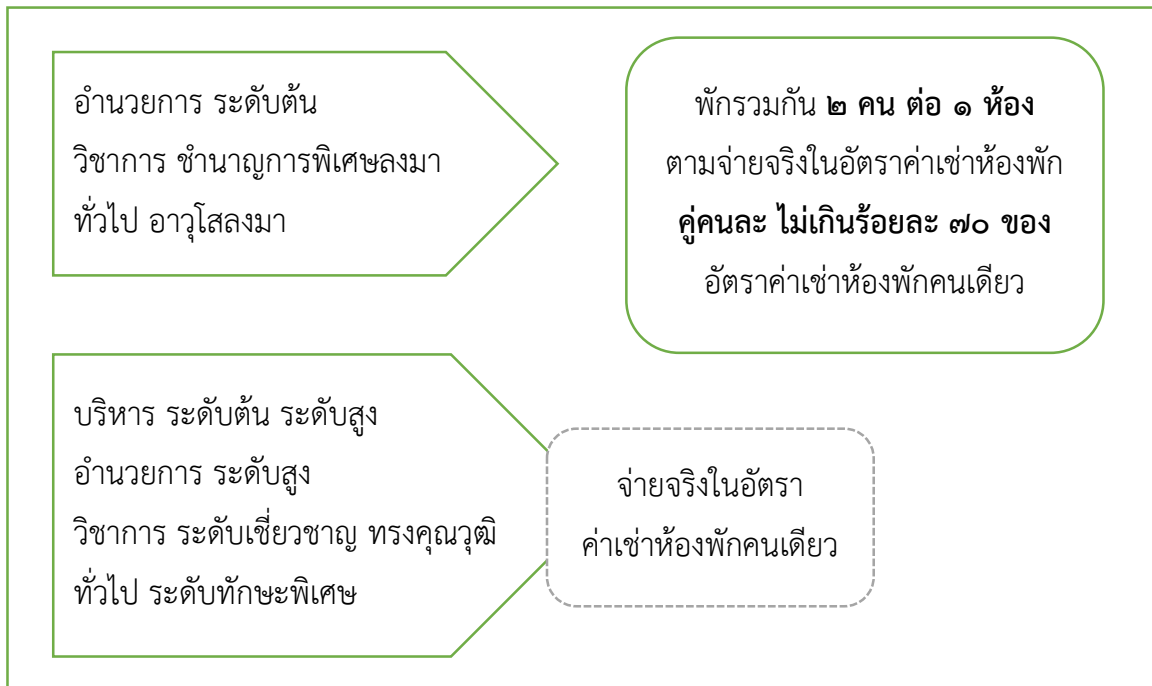 อำนวยการ ระดับต้น
วิชาการ ชำนาญการพิเศษลงมา
ทั่วไป อาวุโสลงมา
พักรวมกัน ๒ คน ต่อ ๑ ห้อง
ตามจ่ายจริงในอัตราค่าเช่าห้องพัก
คู่คนละ ไม่เกินร้อยละ ๗๐ ของ
อัตราค่าเช่าห้องพักคนเดียว
บริหาร ระดับต้น ระดับสูง
อำนวยการ ระดับสูง
วิชาการ ระดับเชี่ยวชาญ ทรงคุณวุฒิ
ทั่วไป ระดับทักษะพิเศษ
จ่ายจริงในอัตรา
ค่าเช่าห้องพักคนเดียว